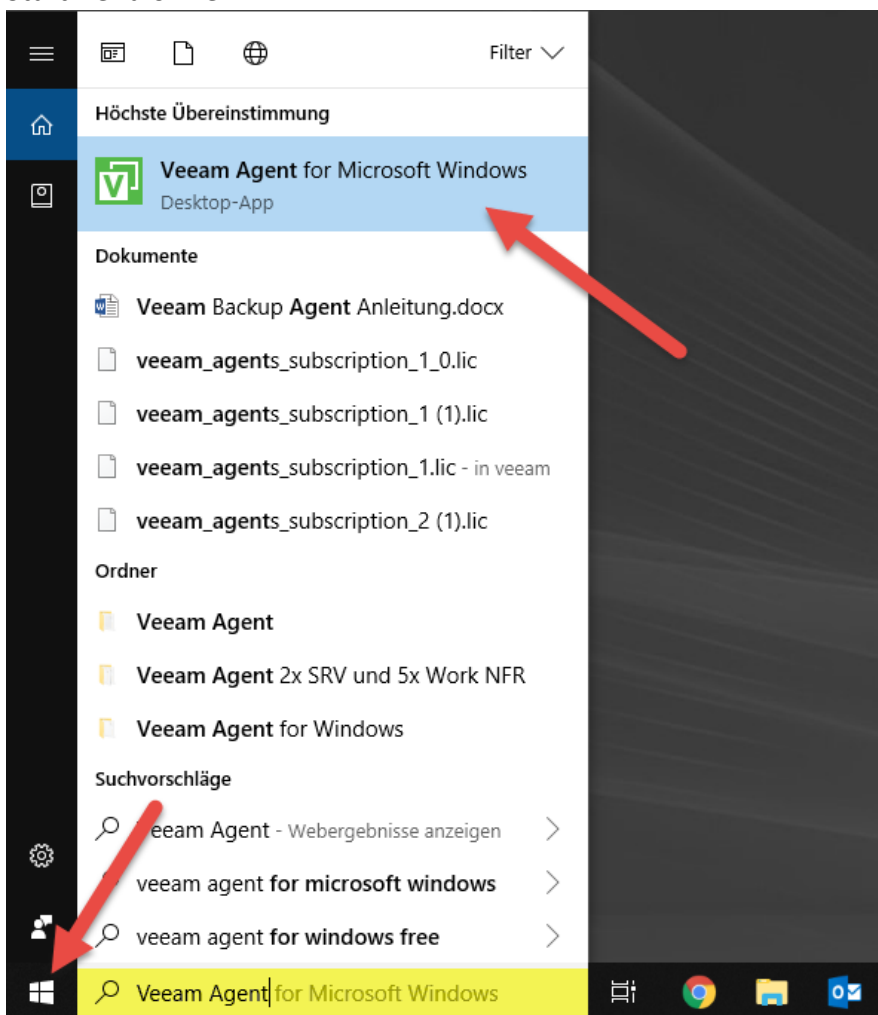 Filter
Höchste Übereinstimmung
Veeam Agent for Microsoft Windows
Desktop-App
Dokumente
Veeam Backup Agent Anleitung.docx
veeam_agents_subscription_1_0.lic
veeam_agents_subscription_1 (1).lic
veeam_agents_subscription_1.lic - in veeam
veeam_agents_subscription_2 (1).lic
Ordner
Veeam Agent
Veeam Agent 2x SRV und 5x Work NFR
Veeam Agent for Windows
Suchvorschläge
Veeam Agent - Webergebnisse anzeigen
veeam agent for microsoft windows
veeam agent for windows free
Veeam Agent for Microsoft Windows